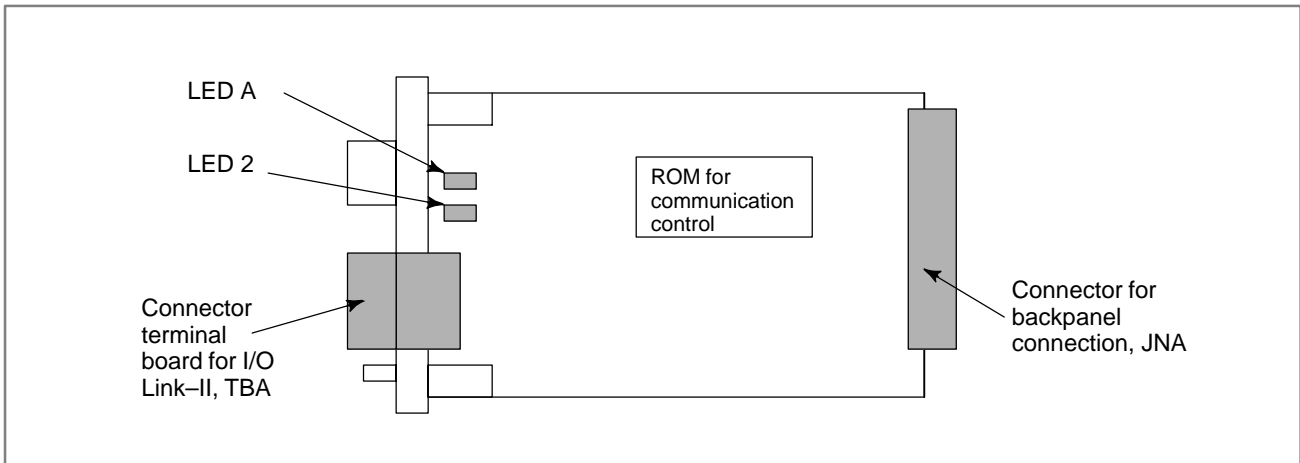 LED A
LED 2
ROM for
communication
control
Connector
terminal
board for I/O
Link–II, TBA
Connector for
backpanel
connection, JNA